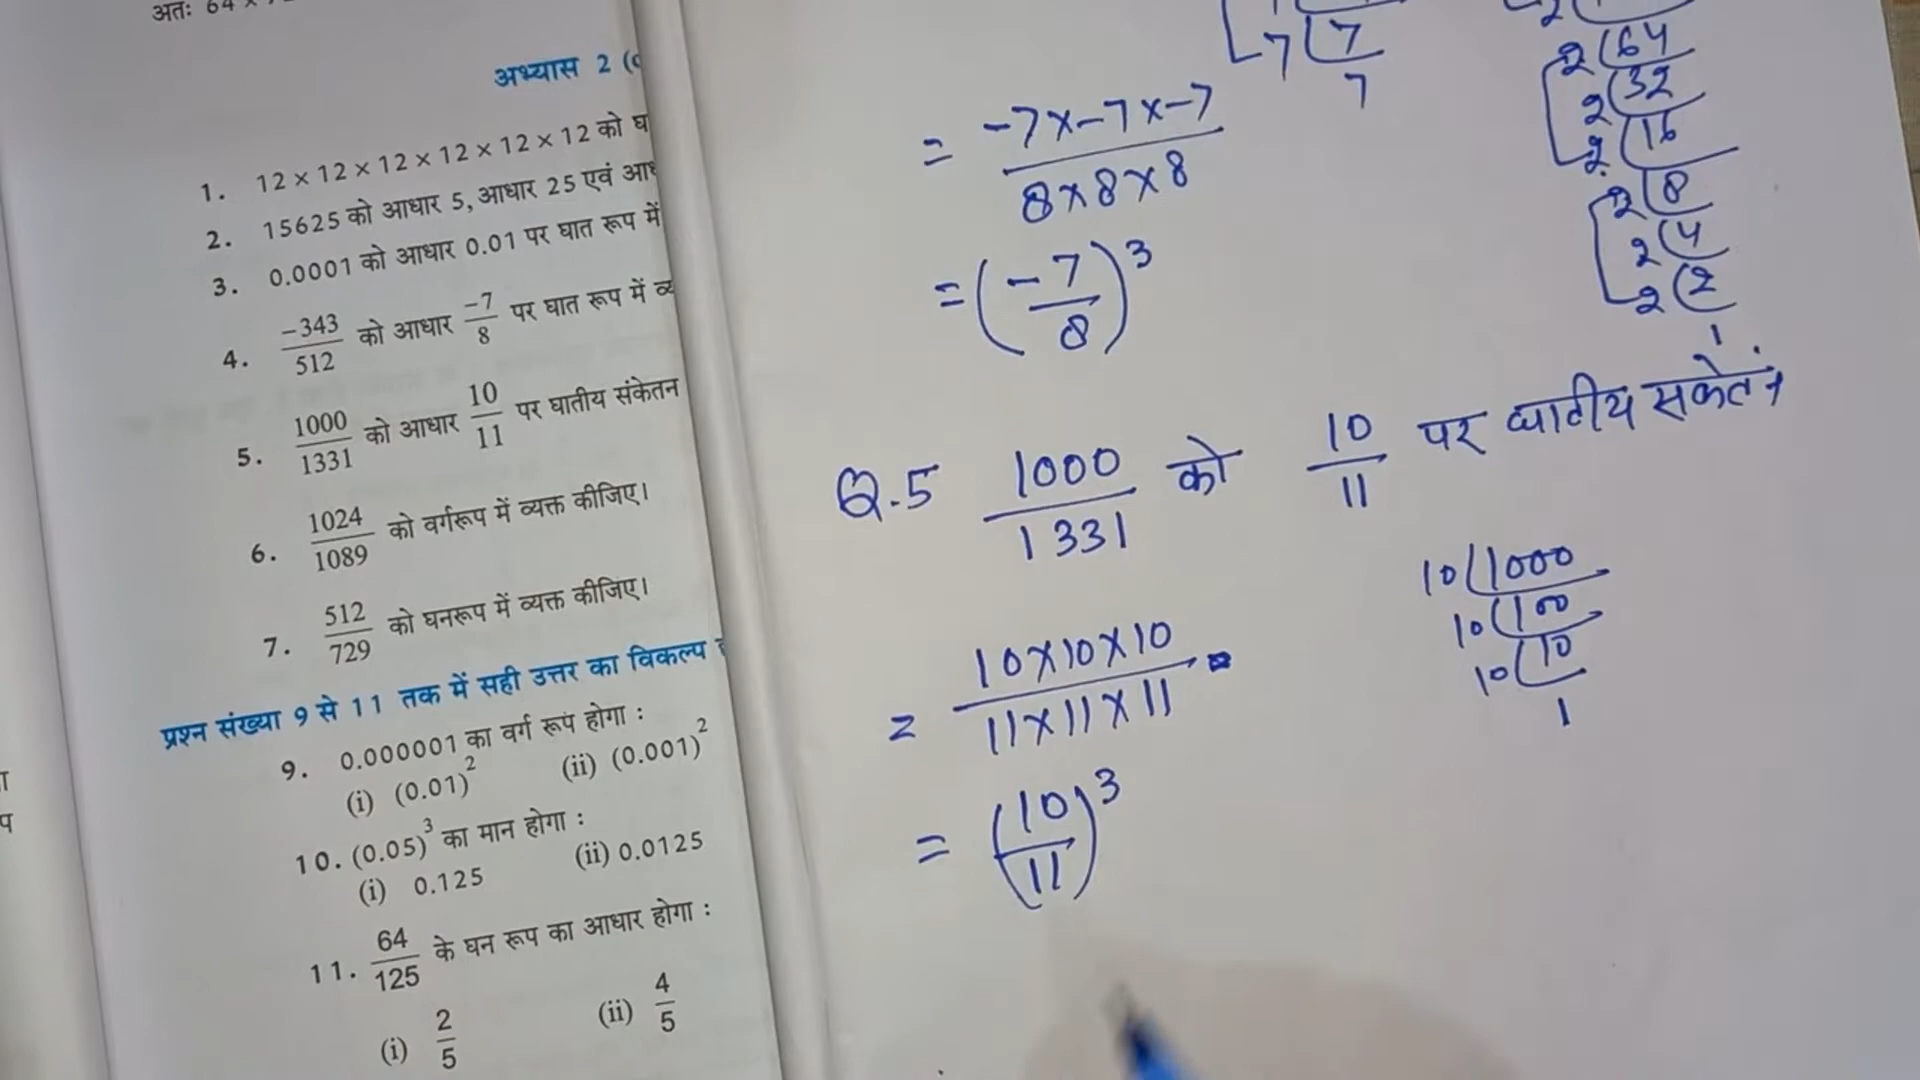 अतः 64 ×
अभ्यास 2 (
1. 12 × 12 × 12 × 12 × 12 × 12 को घ
2. 15625 को आधार 5, आधार 25 एवं आध
3. 0.0001 को आधार 0.01 पर घात रूप में
4. -343/512 को आधार -7/8 पर घात रूप में व्य
5. 1000/1331 को आधार 10/11 पर घातीय संकेतन
6. 1024/1089 को वर्गरूप में व्यक्त कीजिए।
7. 512/729 को घनरूप में व्यक्त कीजिए।
प्रश्न संख्या 9 से 11 तक में सही उत्तर का विकल्प
9. 0.000001 का वर्ग रूप होगा :
(i) (0.01)² (ii) (0.001)²
10. (0.05)³ का मान होगा :
(i) 0.125 (ii) 0.0125
11. 64/125 के घन रूप का आधार होगा :
(i) 2/5 (ii) 4/5
7 | 7
7
2 | 64
2 | 32
2 | 16
2 | 8
2 | 4
2 | 2
1
= -7×-7×-7 / 8×8×8
= (-7/8)³
Q.5 1000/1331 को 10/11 पर घातीय सकेतन
= 10×10×10 / 11×11×11
= (10/11)³
10 | 1000
10 | 100
10 | 10
1